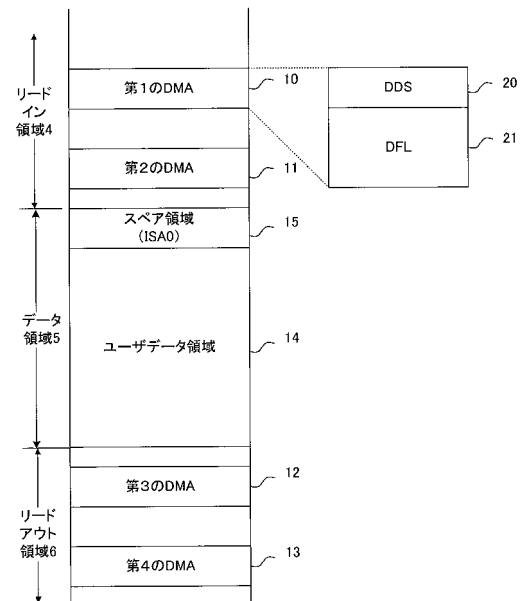 リード
イン
領域4
第1のDMA
10
DDS
20
DFL
21
第2のDMA
11
スペア領域
(ISA0)
15
データ
領域5
ユーザデータ領域
14
リード
アウト
領域6
第3のDMA
12
第4のDMA
13